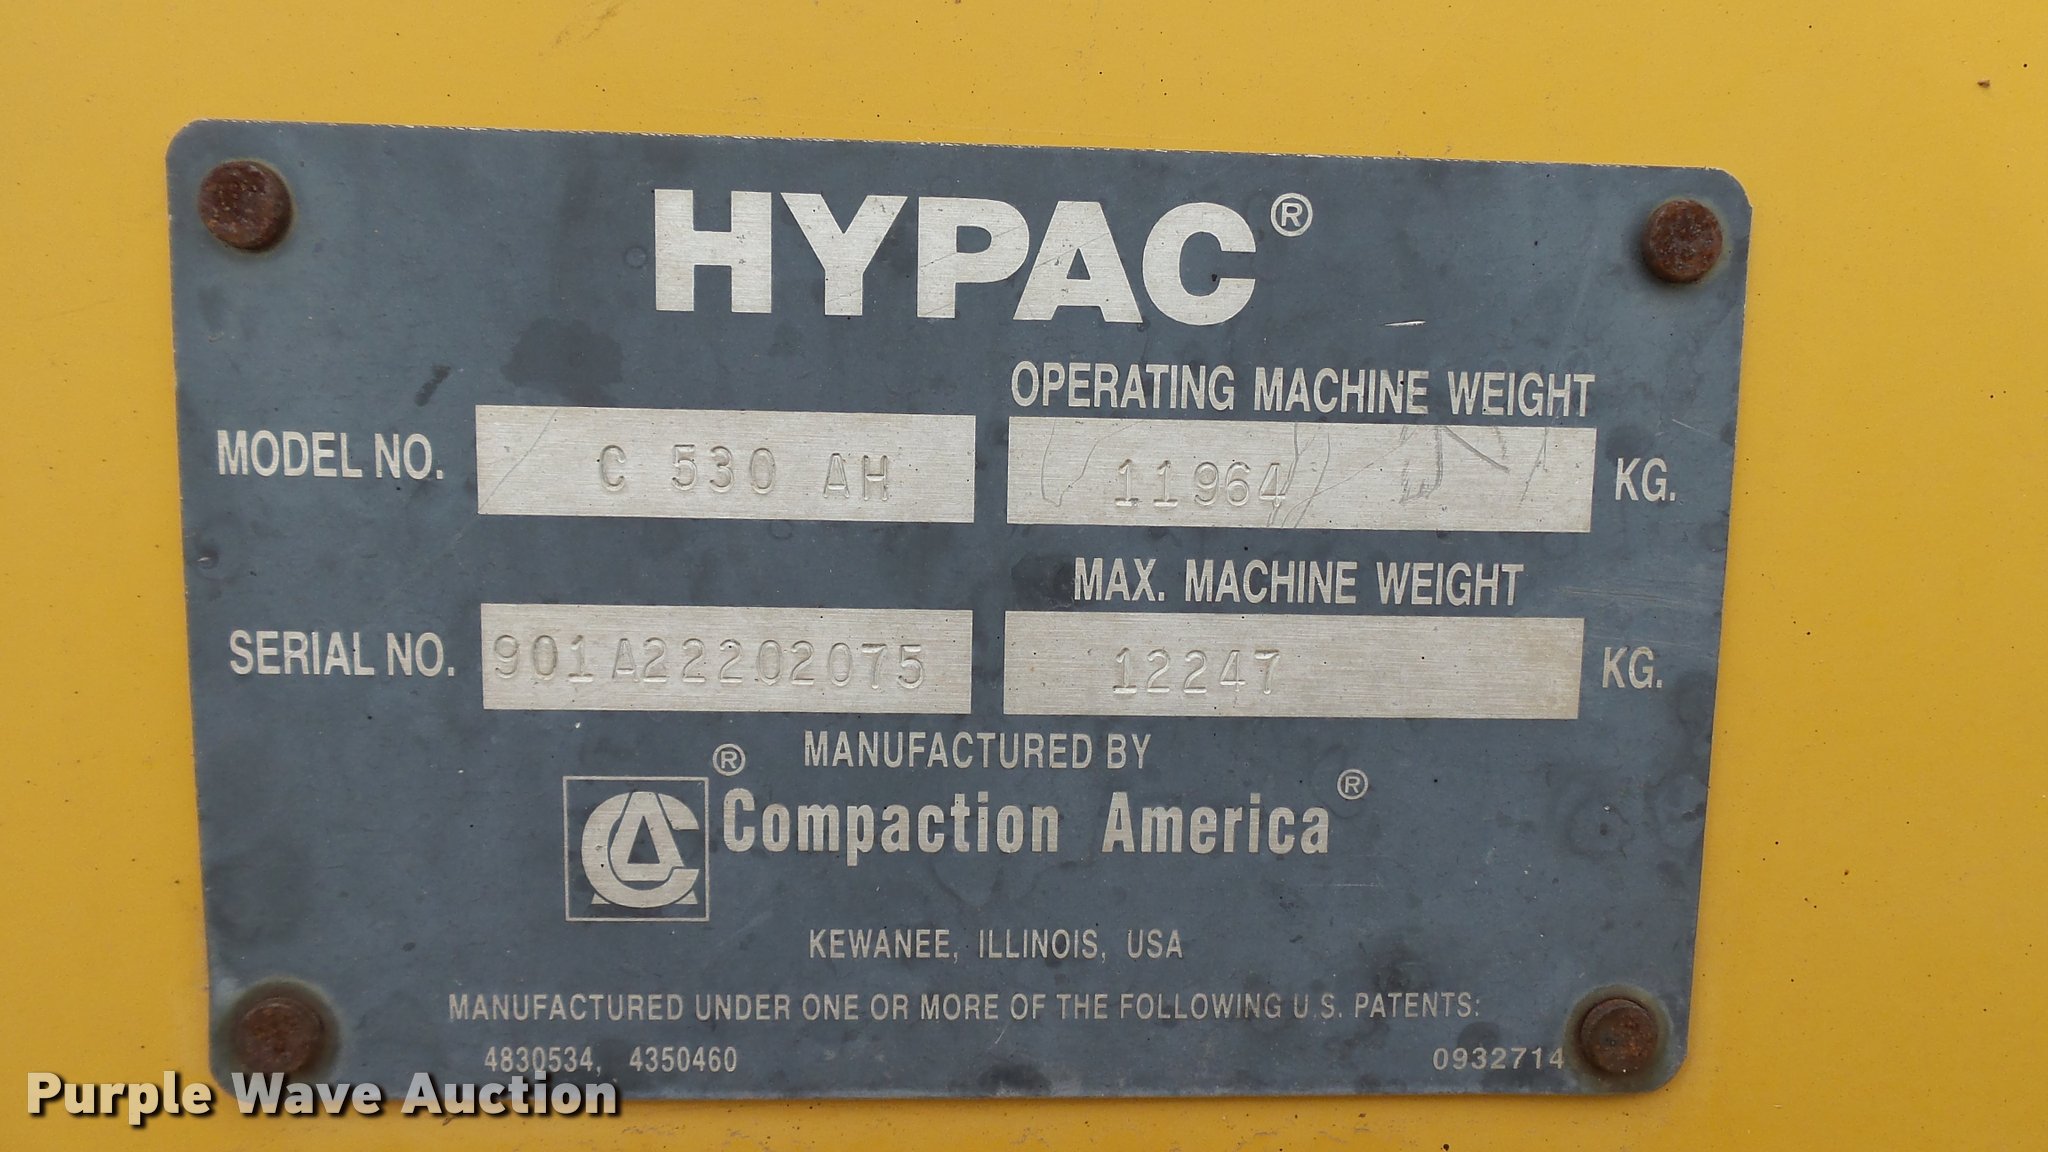 HYPAC®
OPERATING MACHINE WEIGHT
MODEL NO. C 530 AH 11964 KG.
MAX. MACHINE WEIGHT
SERIAL NO. 901A22202075 12247 KG.
MANUFACTURED BY
CA® Compaction America®
KEWANEE, ILLINOIS, USA
MANUFACTURED UNDER ONE OR MORE OF THE FOLLOWING U.S. PATENTS:
4830534, 4350460 0932714
Purple Wave Auction